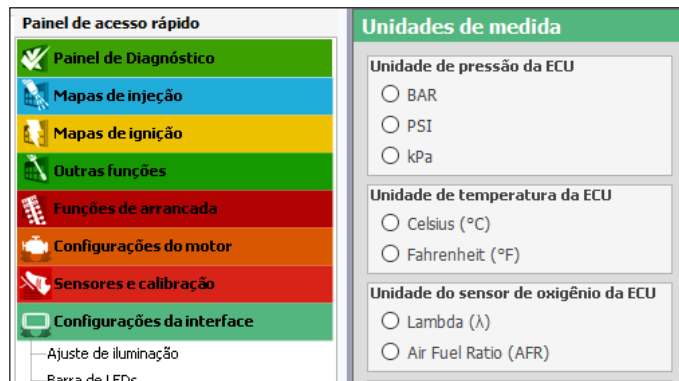 Painel de acesso rápido
Painel de Diagnóstico
Mapas de injeção
Mapas de ignição
Outras funções
Funções de arrancada
Configurações do motor
Sensores e calibração
Configurações da interface
Ajuste de iluminação
Barra de LEDs
Unidades de medida
Unidade de pressão da ECU
BAR
PSI
kPa
Unidade de temperatura da ECU
Celsius (°C)
Fahrenheit (°F)
Unidade do sensor de oxigênio da ECU
Lambda (λ)
Air Fuel Ratio (AFR)